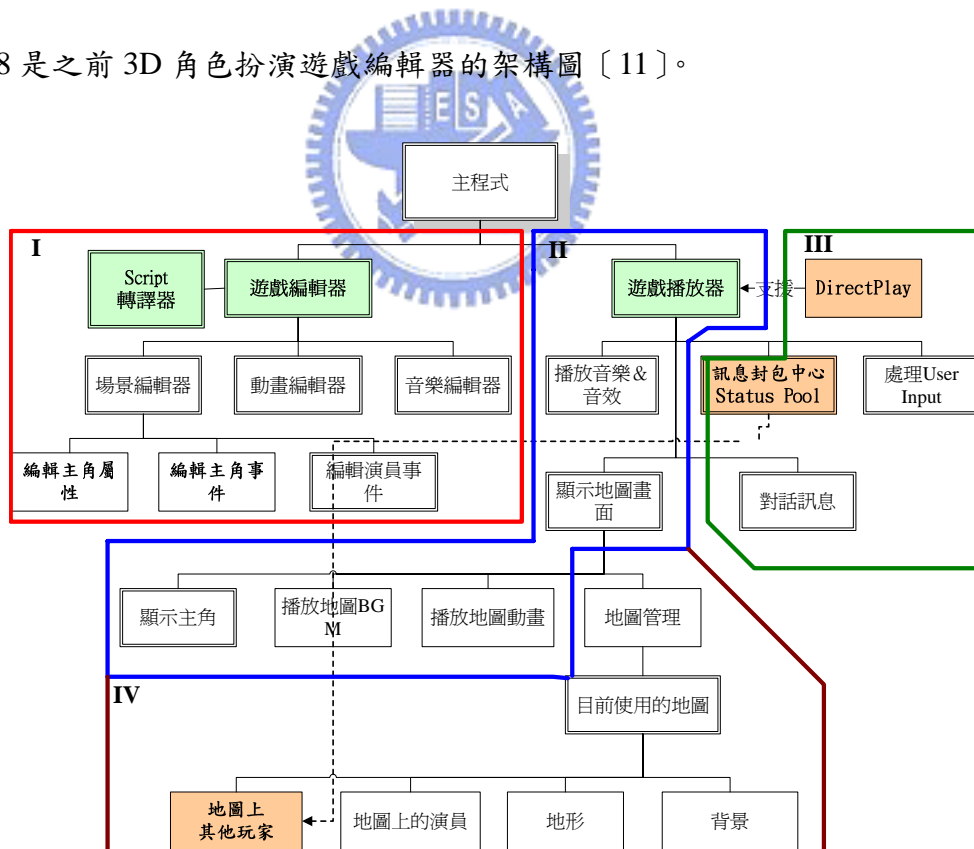 8 是之前 3D 角色扮演遊戲編輯器的架構圖〔11〕。
ESA
主程式
I
II
III
Script
轉譯器
遊戲編輯器
遊戲播放器
支援
DirectPlay
場景編輯器
動畫編輯器
音樂編輯器
播放音樂&
音效
訊息封包中心
Status Pool
處理User
Input
編輯主角屬
性
編輯主角事
件
編輯演員事
件
顯示地圖畫
面
對話訊息
顯示主角
播放地圖BG
M
播放地圖動畫
地圖管理
IV
目前使用的地圖
地圖上
其他玩家
地圖上的演員
地形
背景